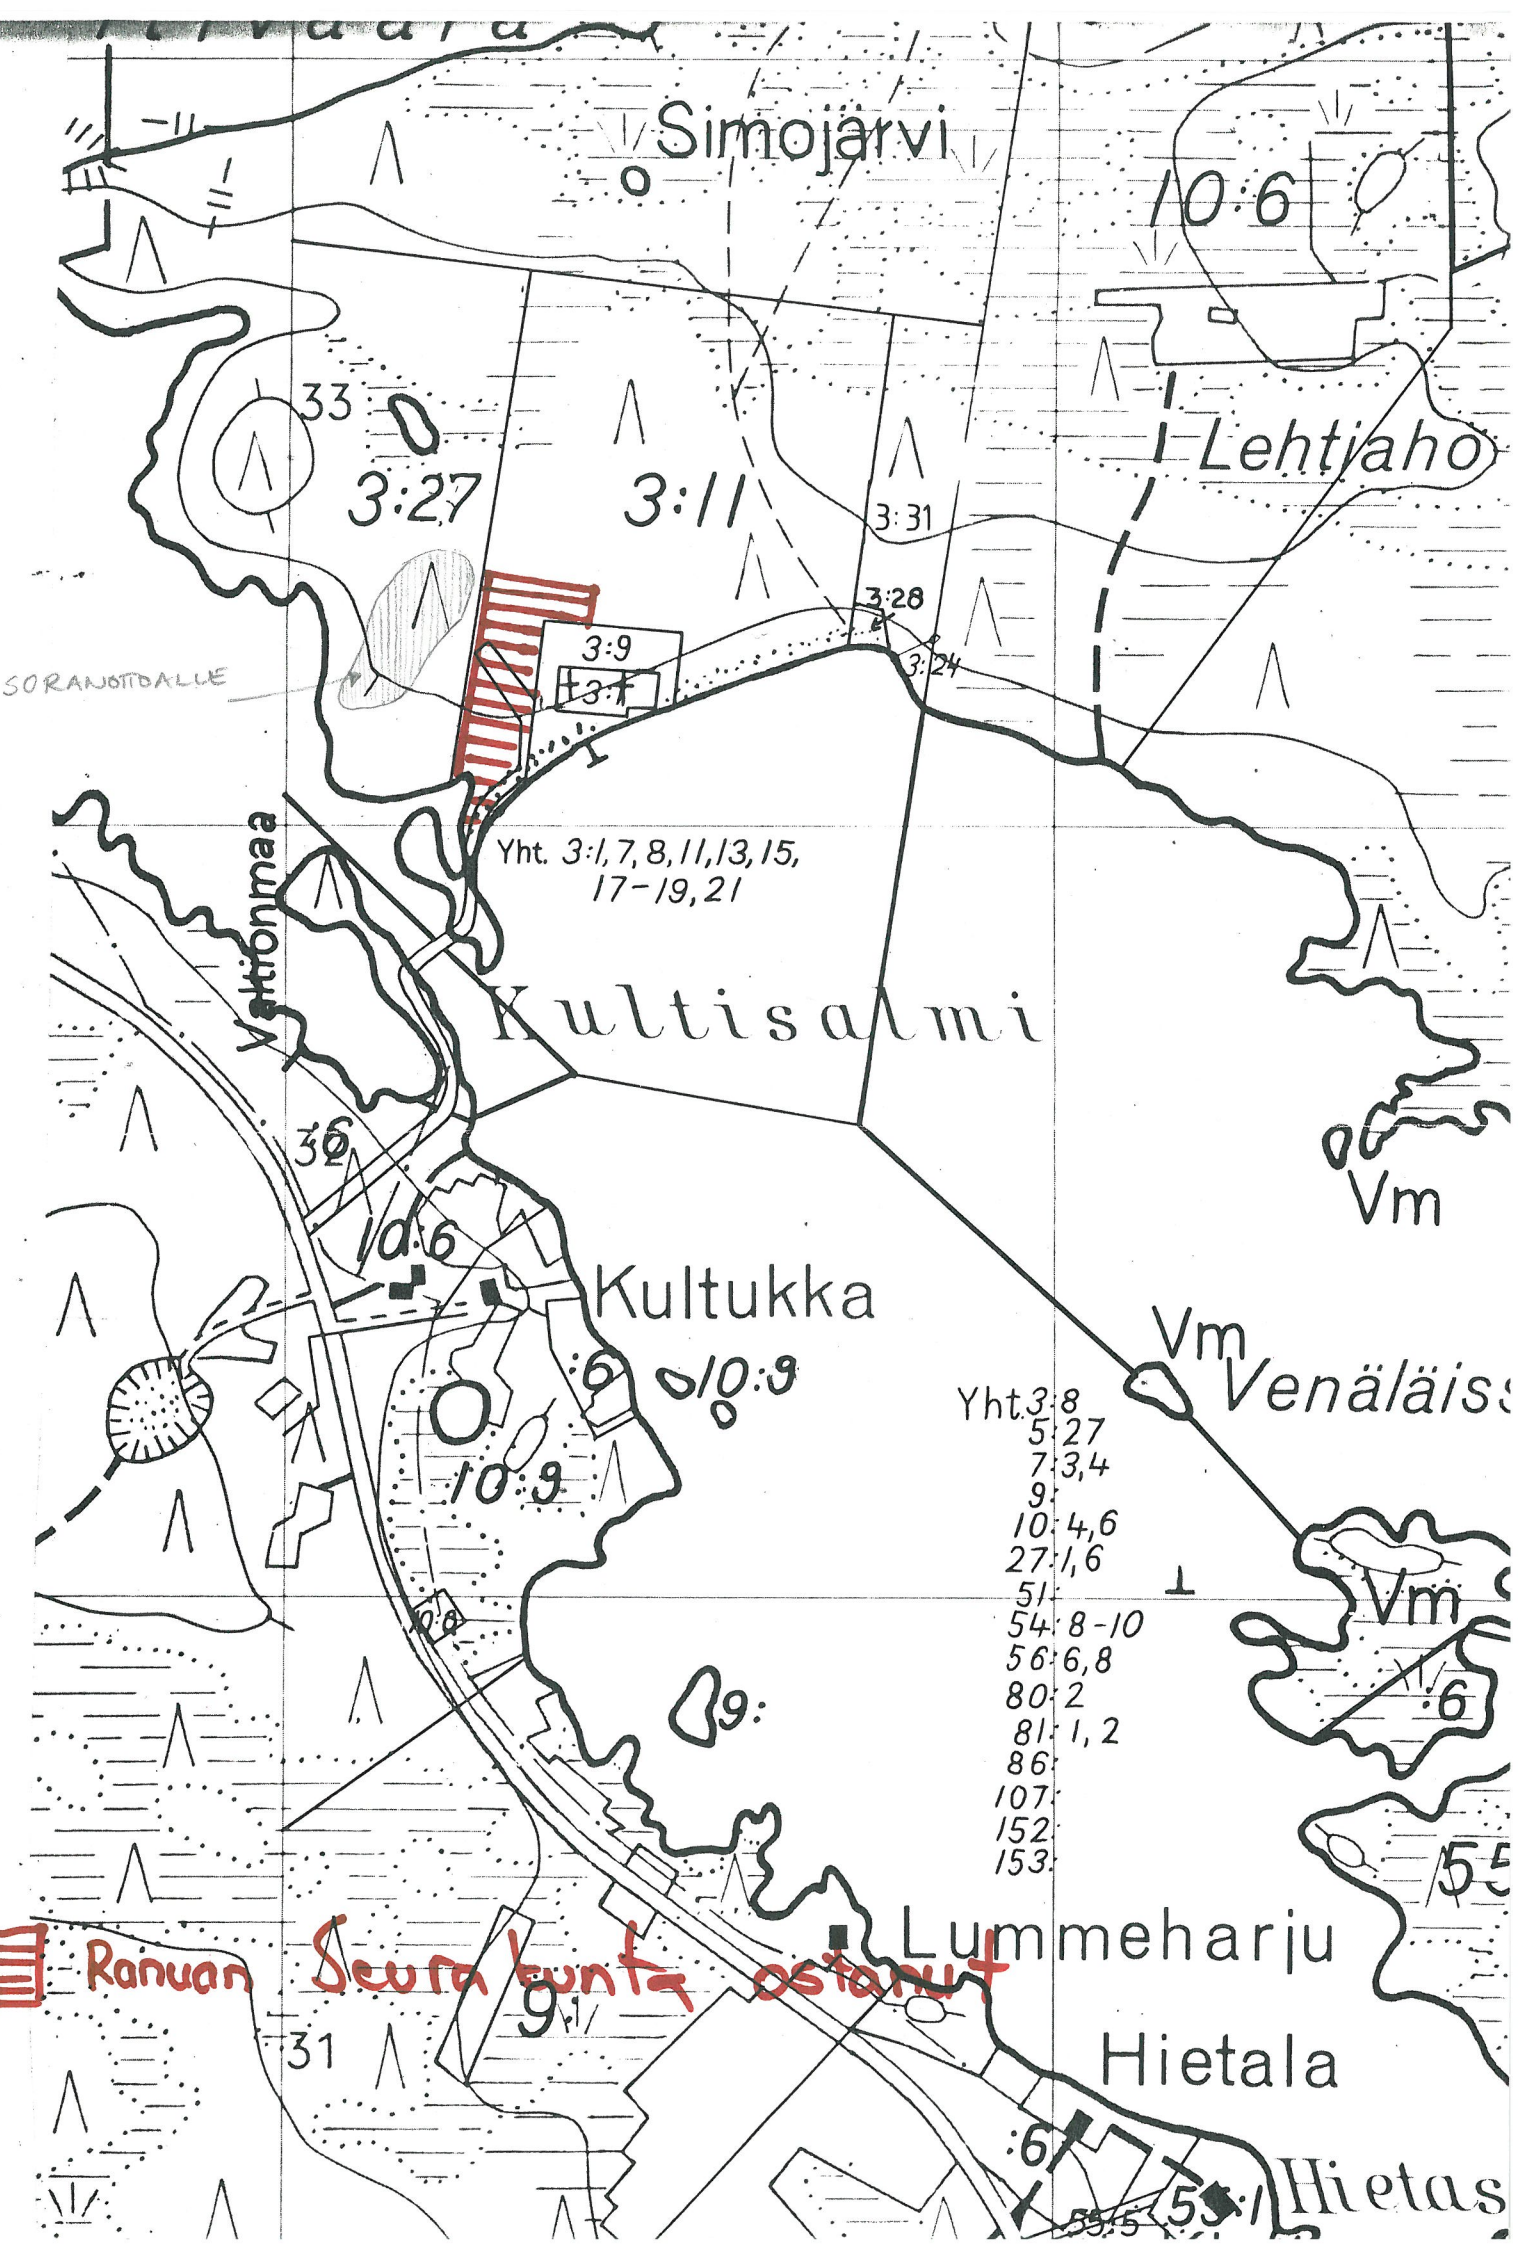 Simojärvi
10:6
33
Lehtiaho
3:27
3:11
3:31
3:28
3:9
3:24
SORANOTTOALLE
Yht. 3:1,7,8,11,13,15,
17-19,21
Valtionmaa
Kultisalmi
Vm
10:6
Kultukka
Vm
:6
10:9
Venäläiss
Yht. 3:8
5:27
7:3,4
9:
10:4,6
27:1,6
51:
54:8-10
56:6,8
80:2
81:1,2
86:
107:
152:
153:
10:9
Vm
10:8
9:
:6
55
Lummeharju
Ranuan Seurakunta ostanut
9:
31
Hietala
:6
Hietas
55:5
55:1